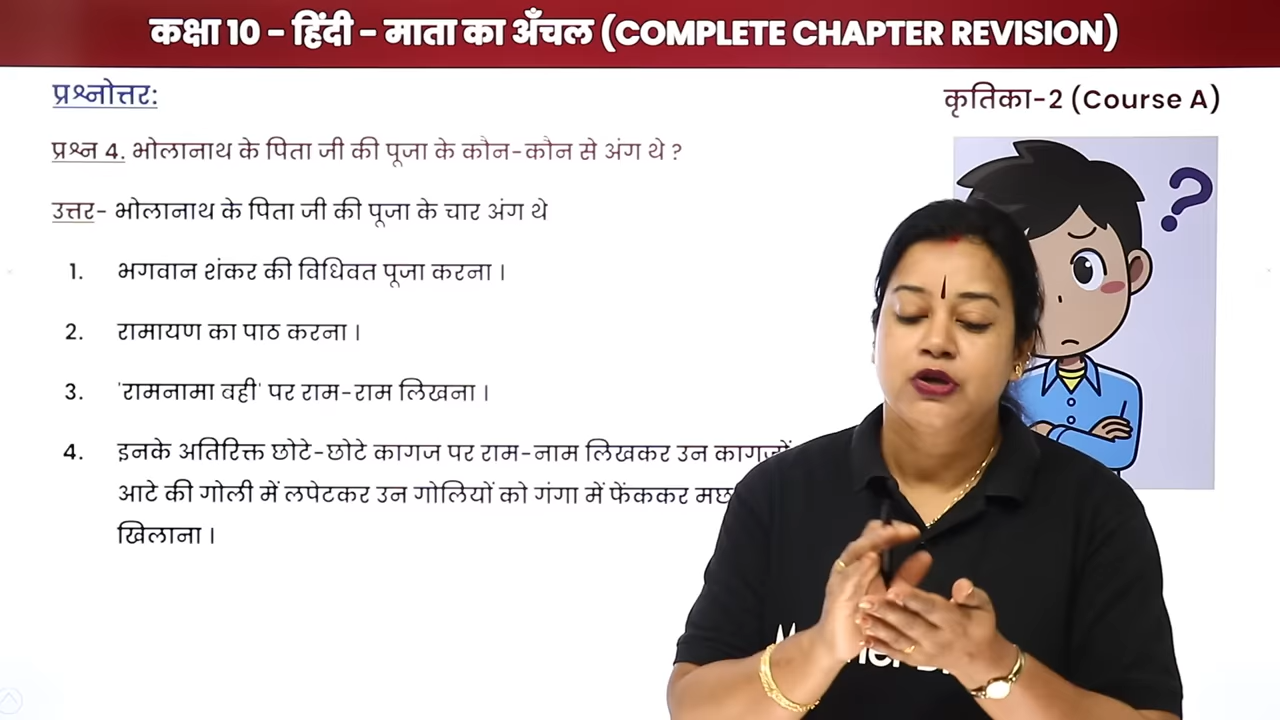 कक्षा 10 - हिंदी - माता का अँचल (COMPLETE CHAPTER REVISION)
प्रश्नोत्तर:
कृतिका-2 (Course A)
प्रश्न 4. भोलानाथ के पिता जी की पूजा के कौन-कौन से अंग थे ?
?
उत्तर- भोलानाथ के पिता जी की पूजा के चार अंग थे
1. भगवान शंकर की विधिवत पूजा करना ।
2. रामायण का पाठ करना ।
3. 'रामनामा वही' पर राम-राम लिखना ।
4. इनके अतिरिक्त छोटे-छोटे कागज पर राम-नाम लिखकर उन कागजों
आटे की गोली में लपेटकर उन गोलियों को गंगा में फेंककर
खिलाना ।